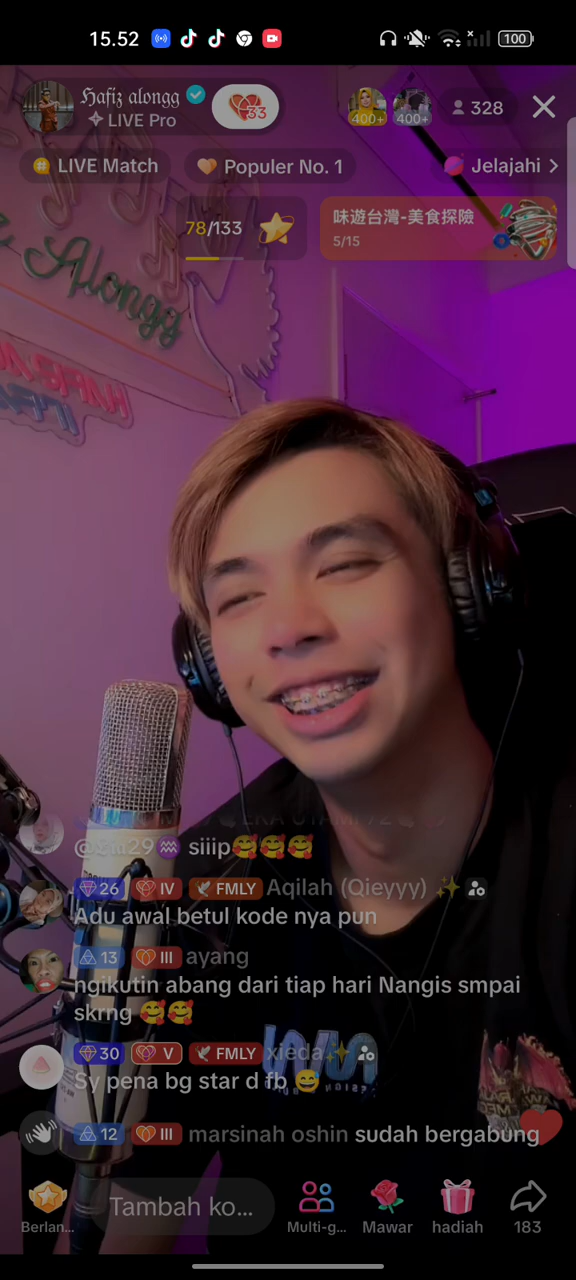 15.52
100
Hafiz alongg
LIVE Pro
33
400+
400+
328
LIVE Match
Populer No. 1
Jelajahi
78/133
味遊台灣-美食探險
5/15
Alongg
siiip🥰🥰🥰
26 IV FMLY Aqilah (Qieyyy) ✨
Adu awal betul kode nya pun
13 III ayang
ngikutin abang dari tiap hari Nangis smpai
skrng 🥰🥰
30 V FMLY xieda✨
Sy pena bg star d fb 😅
12 III marsinah oshin sudah bergabung
Berlan...
Tambah ko...
Multi-g...
Mawar
hadiah
183